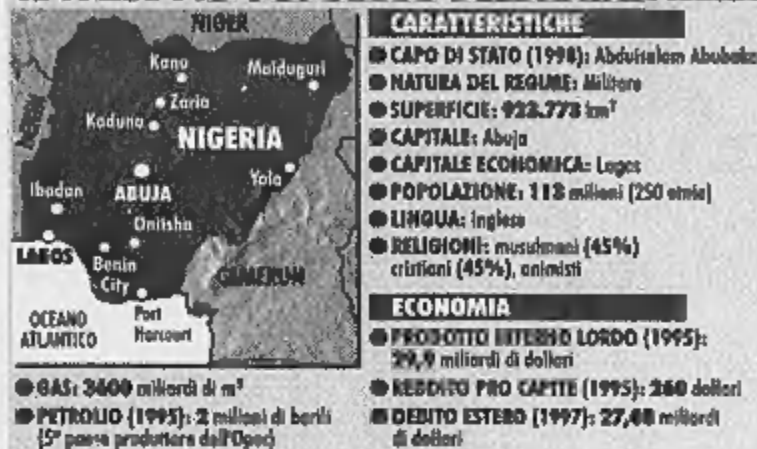 NIGER
Kano
Maiduguri
Zaria
Kaduna
NIGERIA
Ibadan
ABUJA
Yola
Onitsha
LAGOS
Benin
City
CAMERUN
OCEANO
ATLANTICO
Port
Harcourt
GAS: 3600 miliardi di m³
PETROLIO (1995): 2 milioni di barili
(5° paese produttore dell'Opec)
CARATTERISTICHE
CAPO DI STATO (1998): Abdulsalam Abubakar
NATURA DEL REGIME: Militare
SUPERFICIE: 923.773 km²
CAPITALE: Abuja
CAPITALE ECONOMICA: Lagos
POPOLAZIONE: 118 milioni (250 etnie)
LINGUA: Inglese
RELIGIONI: musulmani (45%)
cristiani (45%), animisti
ECONOMIA
PRODOTTO INTERNO LORDO (1995):
29,9 miliardi di dollari
REDDITO PRO CAPITE (1995): 260 dollari
DEBITO ESTERO (1997): miliardi
di dollari